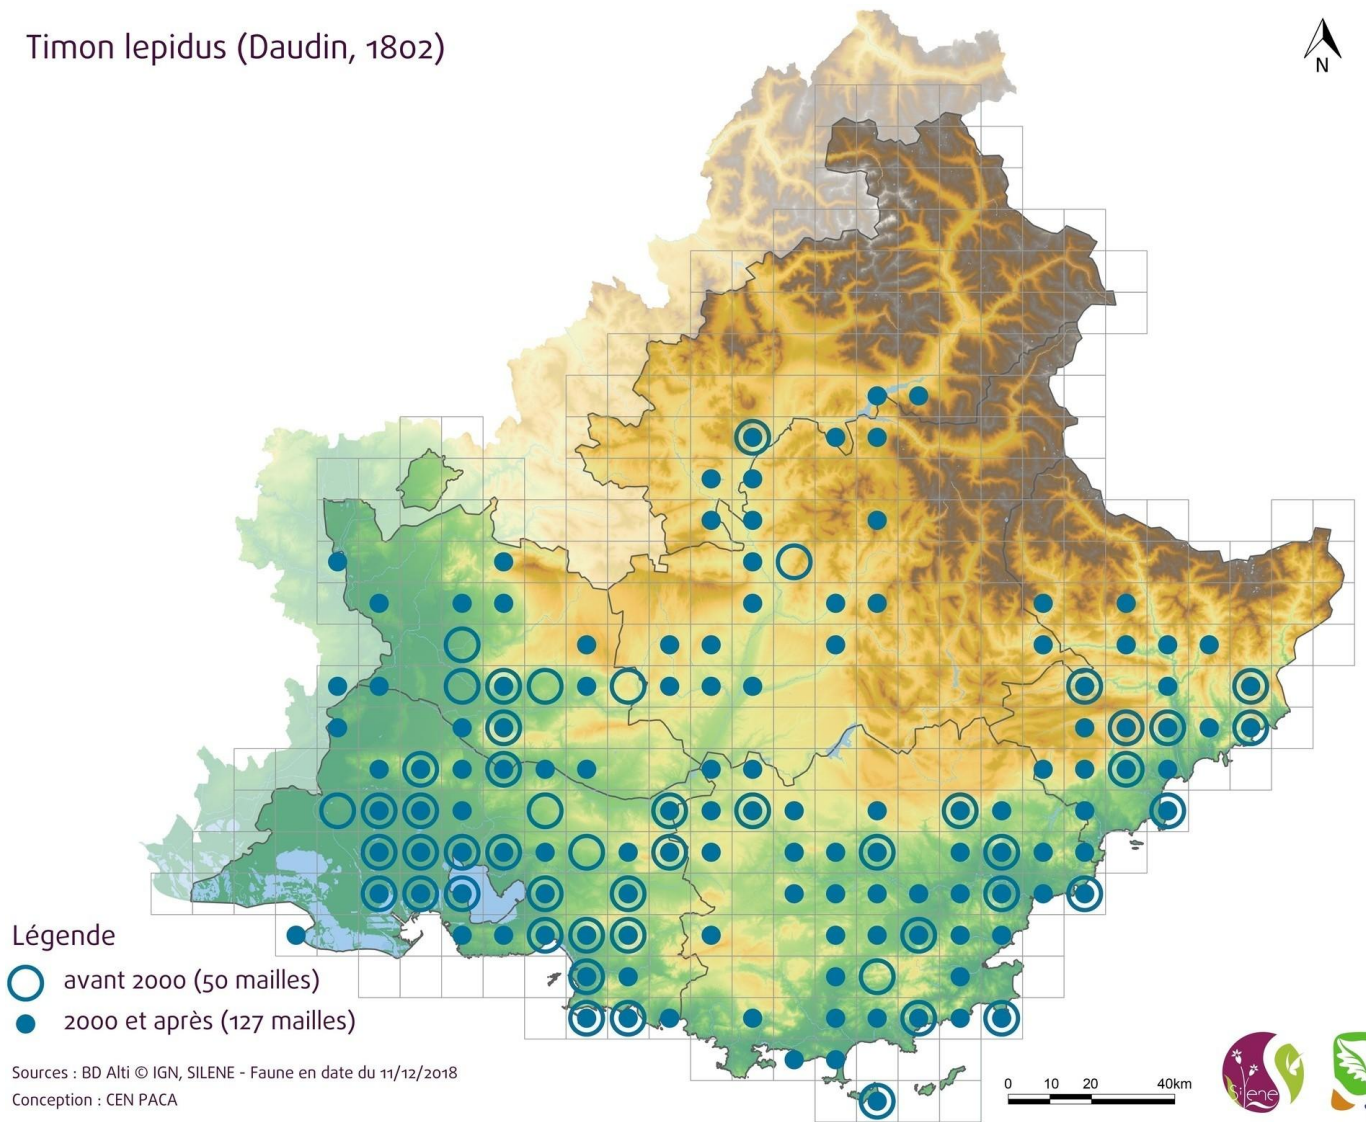 Timon lepidus (Daudin, 1802)
N
Légende
avant 2000 (50 mailles)
2000 et après (127 mailles)
Sources : BD Alti © IGN, SILENE - Faune en date du 11/12/2018
Conception : CEN PACA
0 10 20 40km
Silene